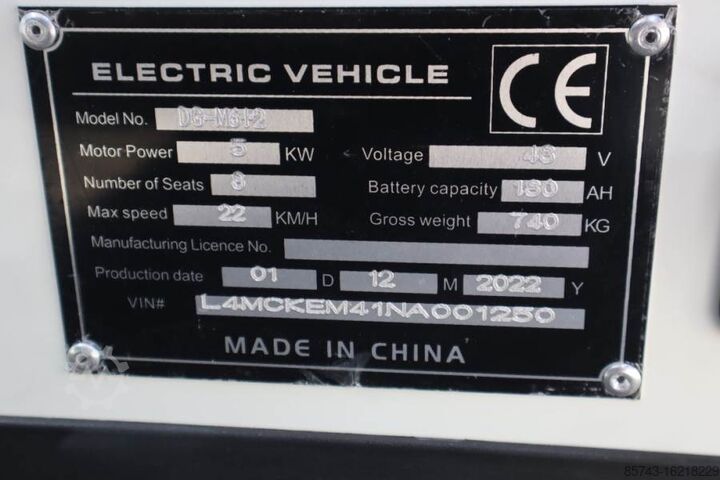 ELECTRIC VEHICLE CE
Model No. DG-M6+2
Motor Power 5 KW Voltage 48 V
Number of Seats 8 Battery capacity 180 AH
Max speed 22 KM/H Gross weight 740 KG
Manufacturing Licence No.
Production date 01 D 12 M 2022 Y
VIN# L4MCKEM41NA001250
MADE IN CHINA
85743-16218229